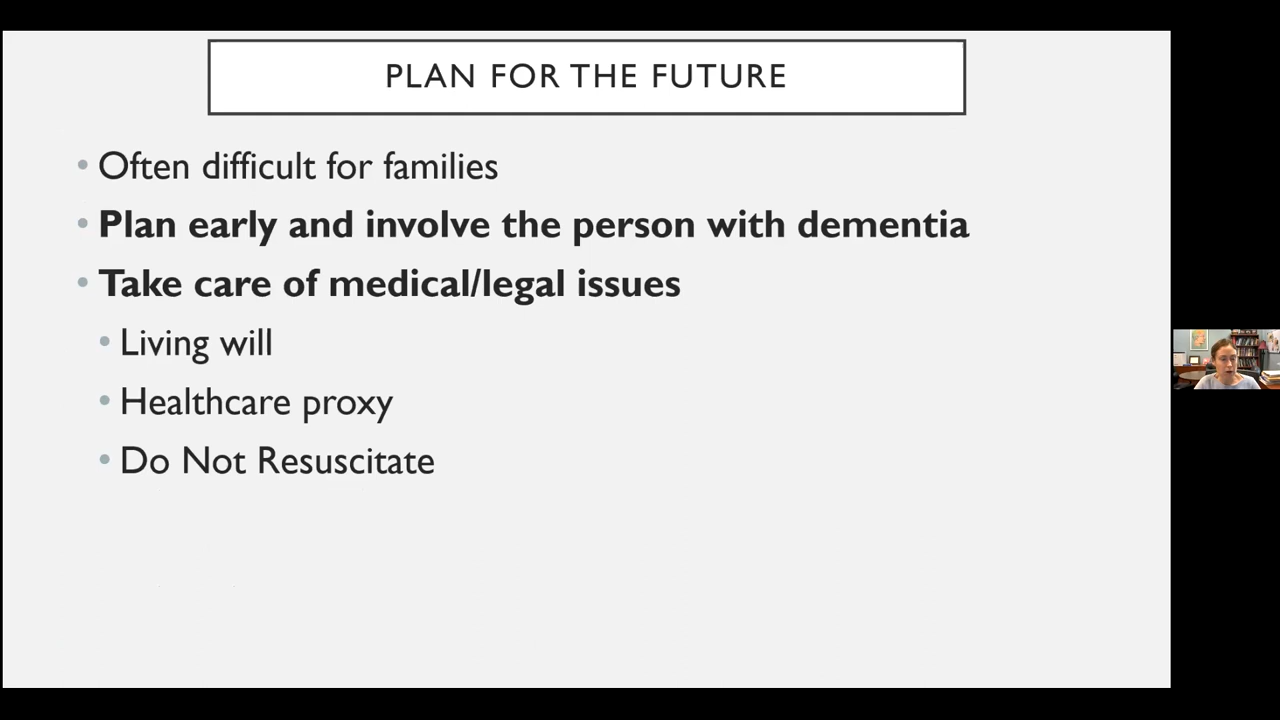 PLAN FOR THE FUTURE
• Often difficult for families
• Plan early and involve the person with dementia
• Take care of medical/legal issues
• Living will
• Healthcare proxy
• Do Not Resuscitate